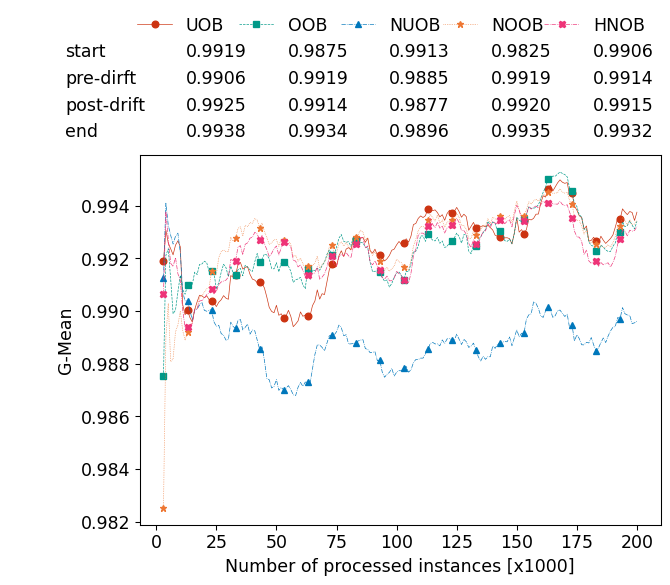 UOB OOB NUOB NOOB HNOB
start 0.9919 0.9875 0.9913 0.9825 0.9906
pre-dirft 0.9906 0.9919 0.9885 0.9919 0.9914
post-drift 0.9925 0.9914 0.9877 0.9920 0.9915
end 0.9938 0.9934 0.9896 0.9935 0.9932
G-Mean
0.994
0.992
0.990
0.988
0.986
0.984
0.982
0 25 50 75 100 125 150 175 200
Number of processed instances [x1000]